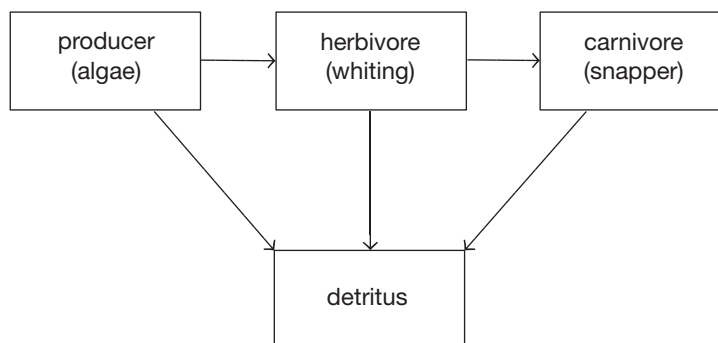 producer
(algae)
herbivore
(whiting)
carnivore
(snapper)
detritus